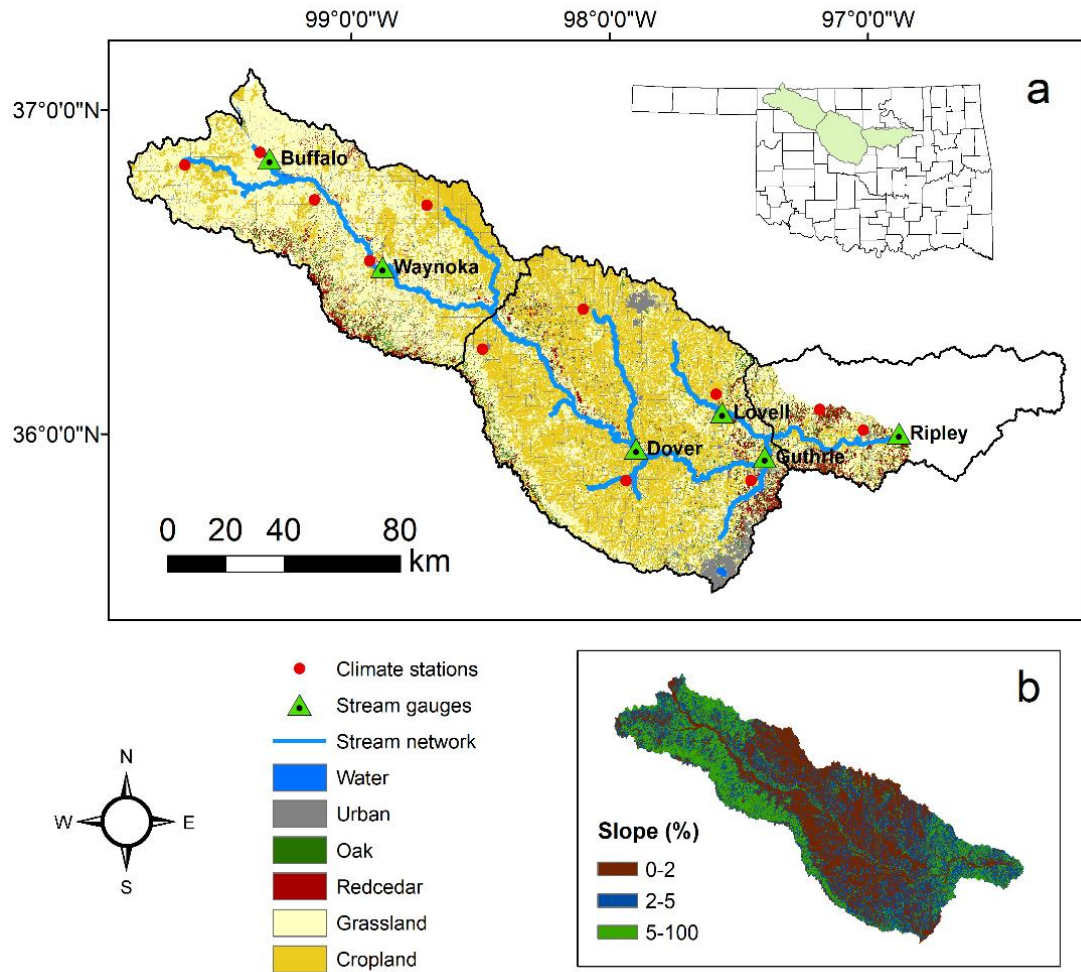 99°0'0"W 98°0'0"W 97°0'0"W
37°0'0"N
36°0'0"N
a
Buffalo
Waynoka
Lovell
Ripley
Dover
Guthrie
0 20 40 80
km
Climate stations
Stream gauges
Stream network
Water
Urban
Oak
Redcedar
Grassland
Cropland
N
W E
S
b
Slope (%)
0-2
2-5
5-100